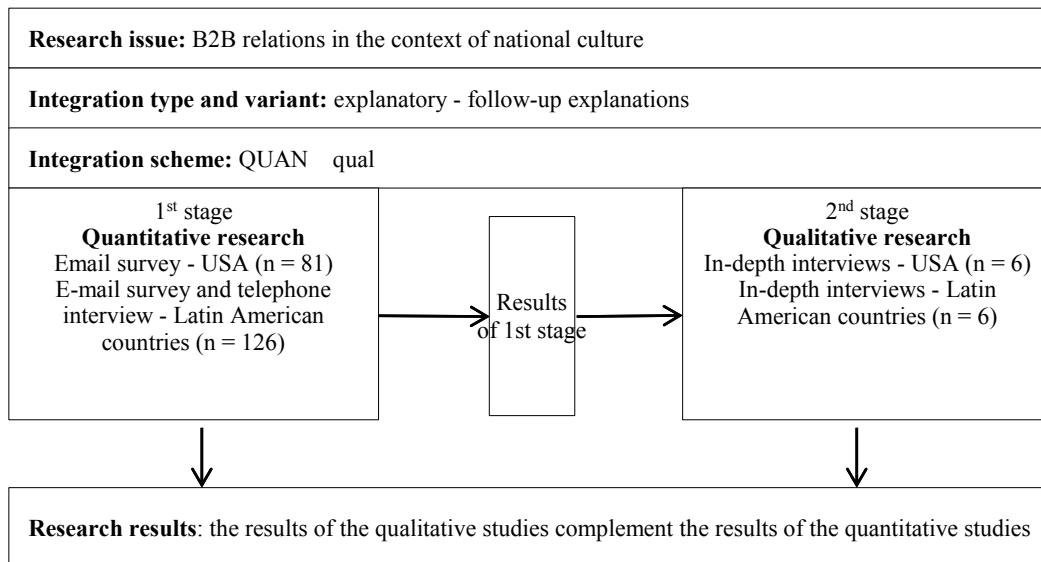 Research issue: B2B relations in the context of national culture
Integration type and variant: explanatory - follow-up explanations
Integration scheme: QUAN qual
1st stage
Quantitative research
Email survey - USA (n = 81)
E-mail survey and telephone
interview - Latin American
countries (n = 126)
Results
of 1st stage
2nd stage
Qualitative research
In-depth interviews - USA (n = 6)
In-depth interviews - Latin
American countries (n = 6)
Research results: the results of the qualitative studies complement the results of the quantitative studies